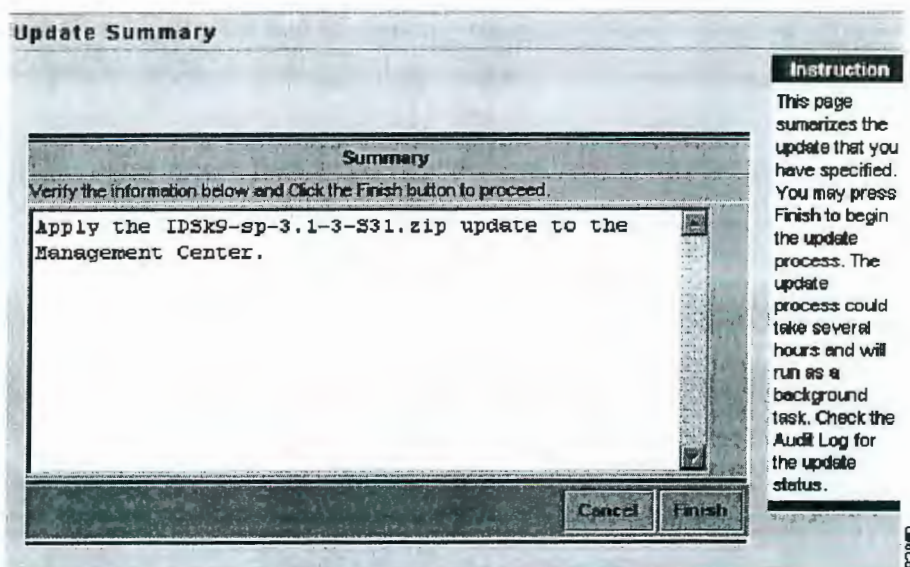 Update Summary
Summary
Verify the information below and Click the Finish button to proceed.
Apply the IDSk9-sp-3.1-3-S31.zip update to the
Management Center.
Cancel Finish
Instruction
This page
sumarizes the
update that you
have specified.
You may press
Finish to begin
the update
process. The
update
process could
take several
hours and will
run as a
background
task. Check the
Audit Log for
the update
status.